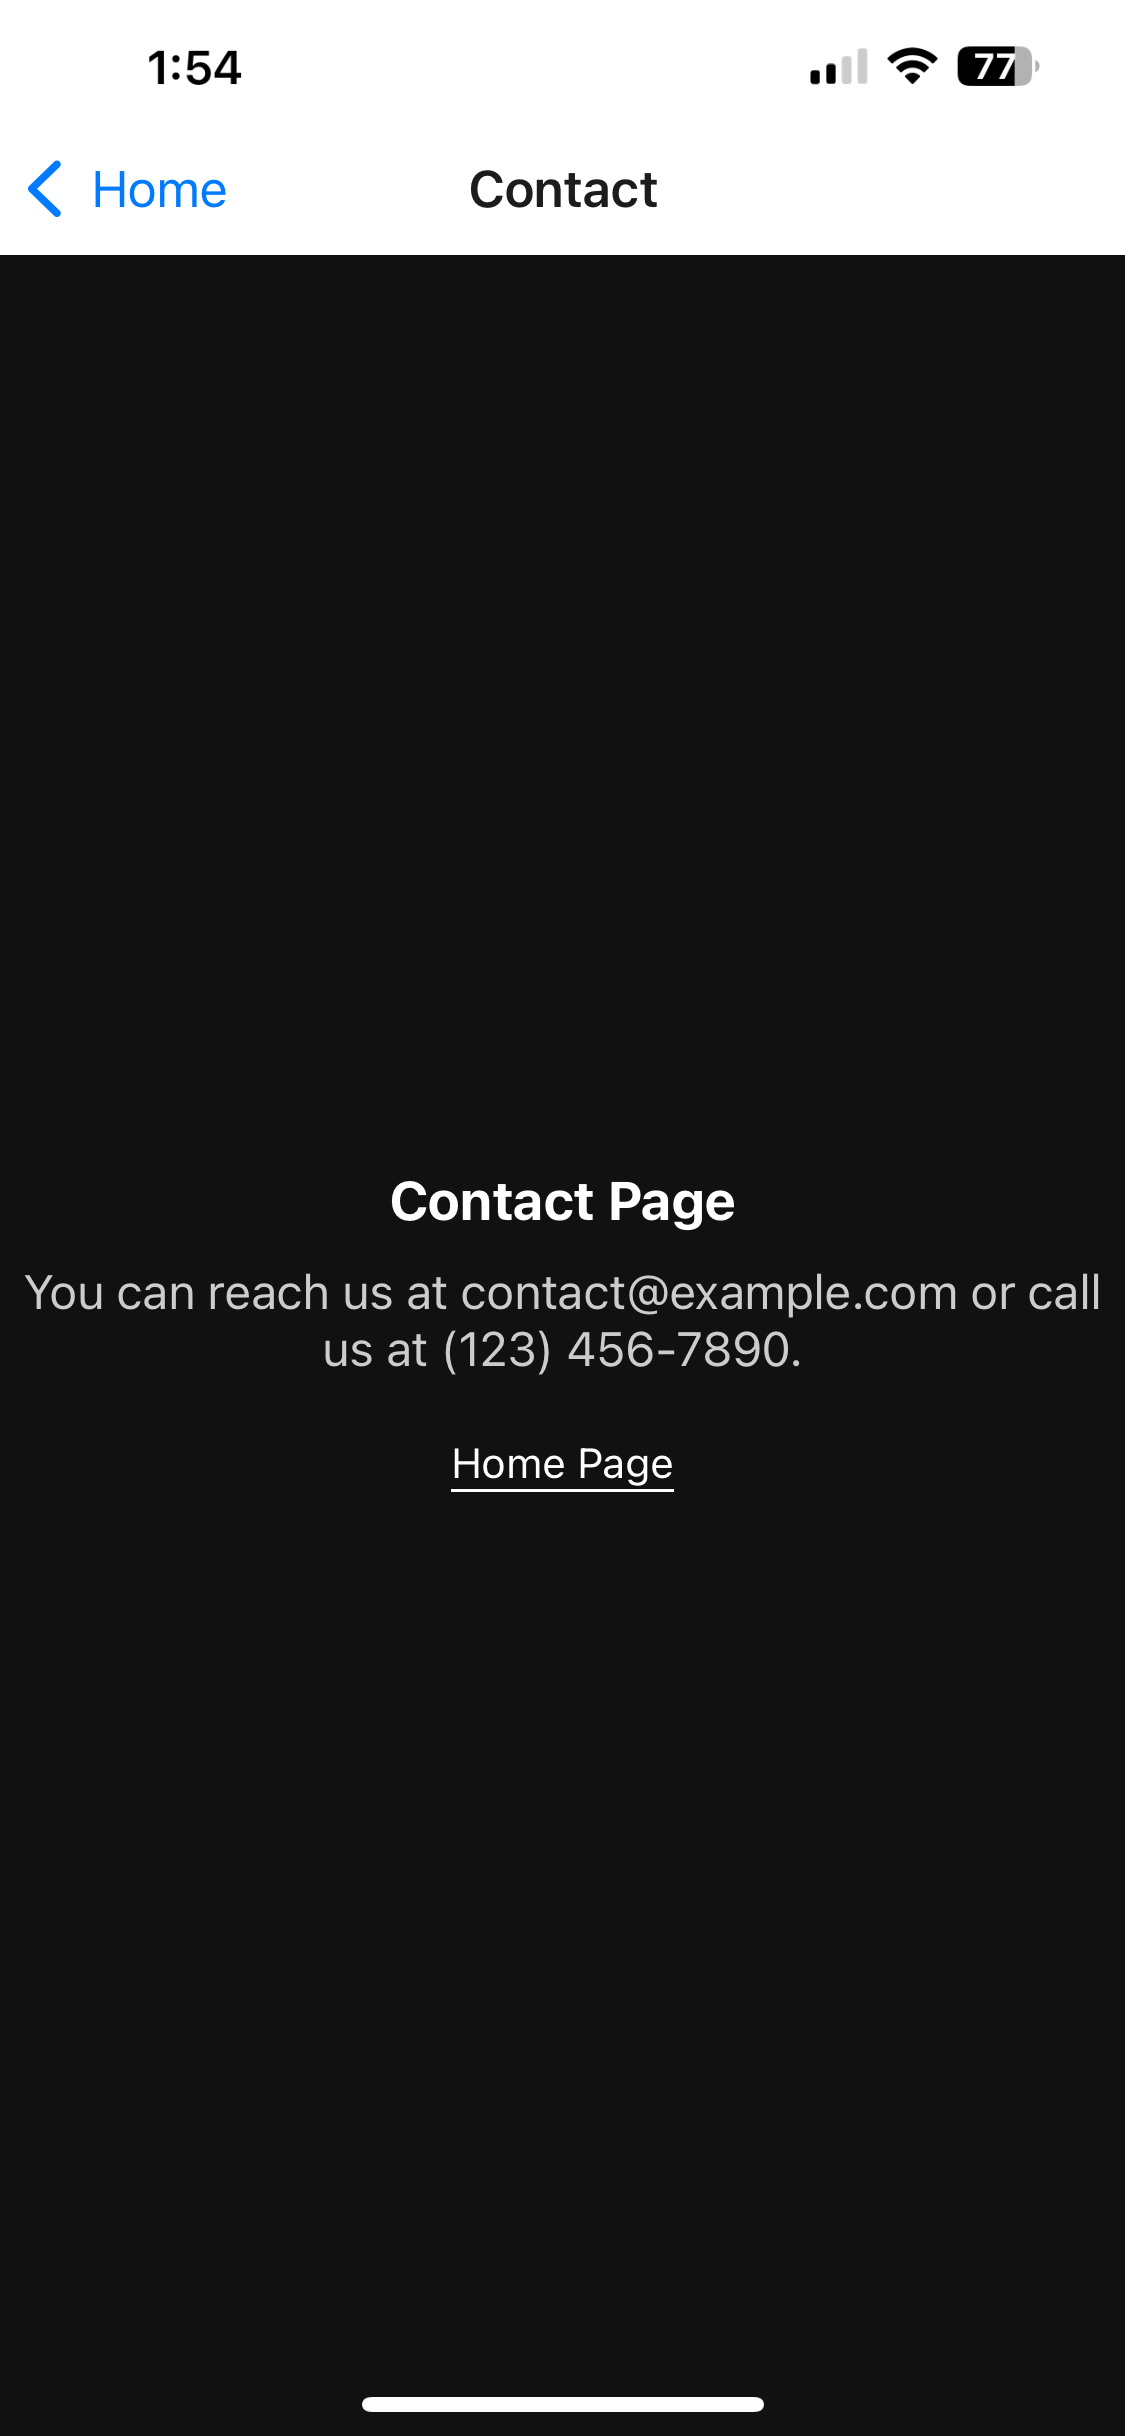 1:54
77
Home
Contact
Contact Page
You can reach us at contact@example.com or call
us at (123) 456-7890.
Home Page